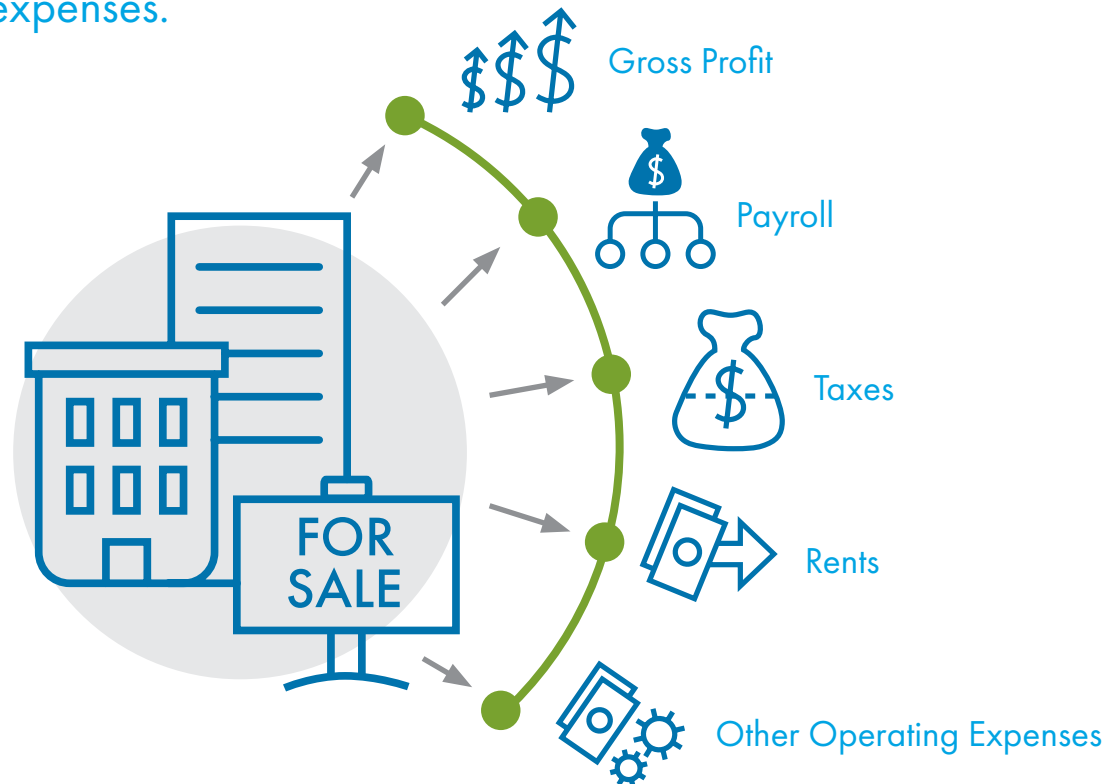 expenses.
Gross Profit
Payroll
Taxes
FOR
SALE
Rents
Other Operating Expenses